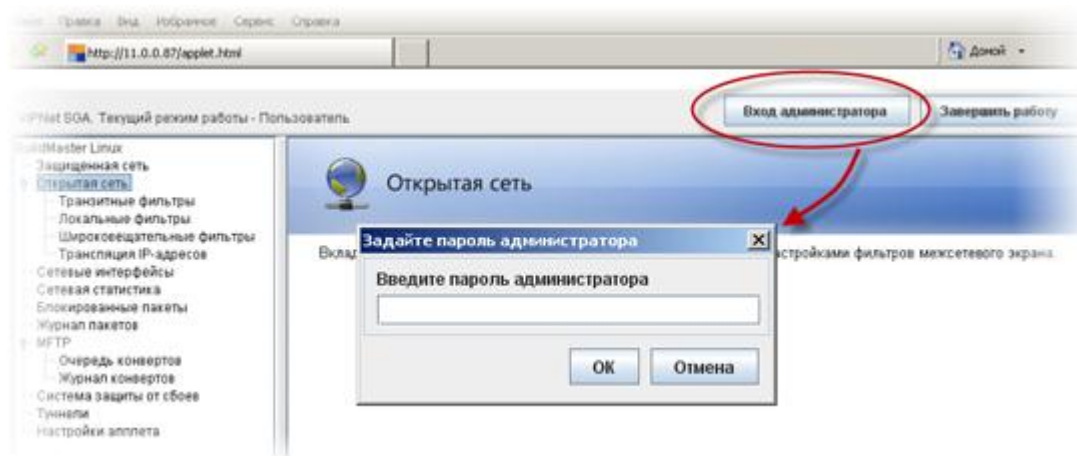 Правка Вид Избранное Сервис Справка
http://11.0.0.87/applet.html
Домой
SGA. Текущий режим работы - Пользователь
Вход администратора
Завершить работу
Master Linux
Защищенная сеть
Открытая сеть
Транзитные фильтры
Локальные фильтры
Широковещательные фильтры
Трансляция IP-адресов
Сетевые интерфейсы
Сетевая статистика
Блокированные пакеты
Журнал пакетов
MFTP
Очередь конвертов
Журнал конвертов
Система защиты от сбоев
Туннели
Настройки апплета
Открытая сеть
Вклад
астройками фильтров межсетевого экрана.
Задайте пароль администратора
Введите пароль администратора
OK
Отмена